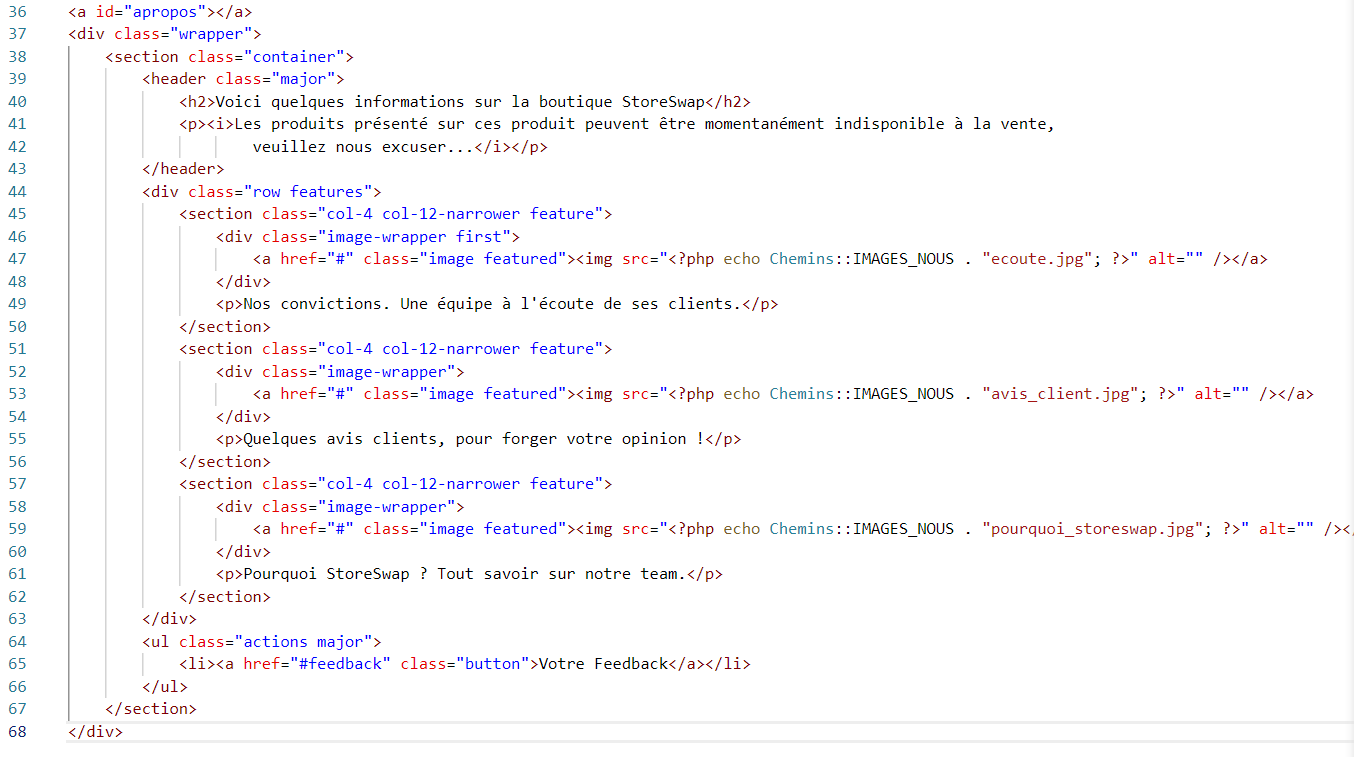 36 <a id="apropos"></a>
37 <div class="wrapper">
38 <section class="container">
39 <header class="major">
40 <h2>Voici quelques informations sur la boutique StoreSwap</h2>
41 <p><i>Les produits présenté sur ces produit peuvent être momentanément indisponible à la vente,
42 veuillez nous excuser...</i></p>
43 </header>
44 <div class="row features">
45 <section class="col-4 col-12-narrower feature">
46 <div class="image-wrapper first">
47 <a href="#" class="image featured"><img src="<?php echo Chemins::IMAGES_NOUS . "ecoute.jpg"; ?>" alt="" /></a>
48 </div>
49 <p>Nos convictions. Une équipe à l'écoute de ses clients.</p>
50 </section>
51 <section class="col-4 col-12-narrower feature">
52 <div class="image-wrapper">
53 <a href="#" class="image featured"><img src="<?php echo Chemins::IMAGES_NOUS . "avis_client.jpg"; ?>" alt="" /></a>
54 </div>
55 <p>Quelques avis clients, pour forger votre opinion !</p>
56 </section>
57 <section class="col-4 col-12-narrower feature">
58 <div class="image-wrapper">
59 <a href="#" class="image featured"><img src="<?php echo Chemins::IMAGES_NOUS . "pourquoi_storeswap.jpg"; ?>" alt="" /><
60 </div>
61 <p>Pourquoi StoreSwap ? Tout savoir sur notre team.</p>
62 </section>
63 </div>
64 <ul class="actions major">
65 <li><a href="#feedback" class="button">Votre Feedback</a></li>
66 </ul>
67 </section>
68 </div>